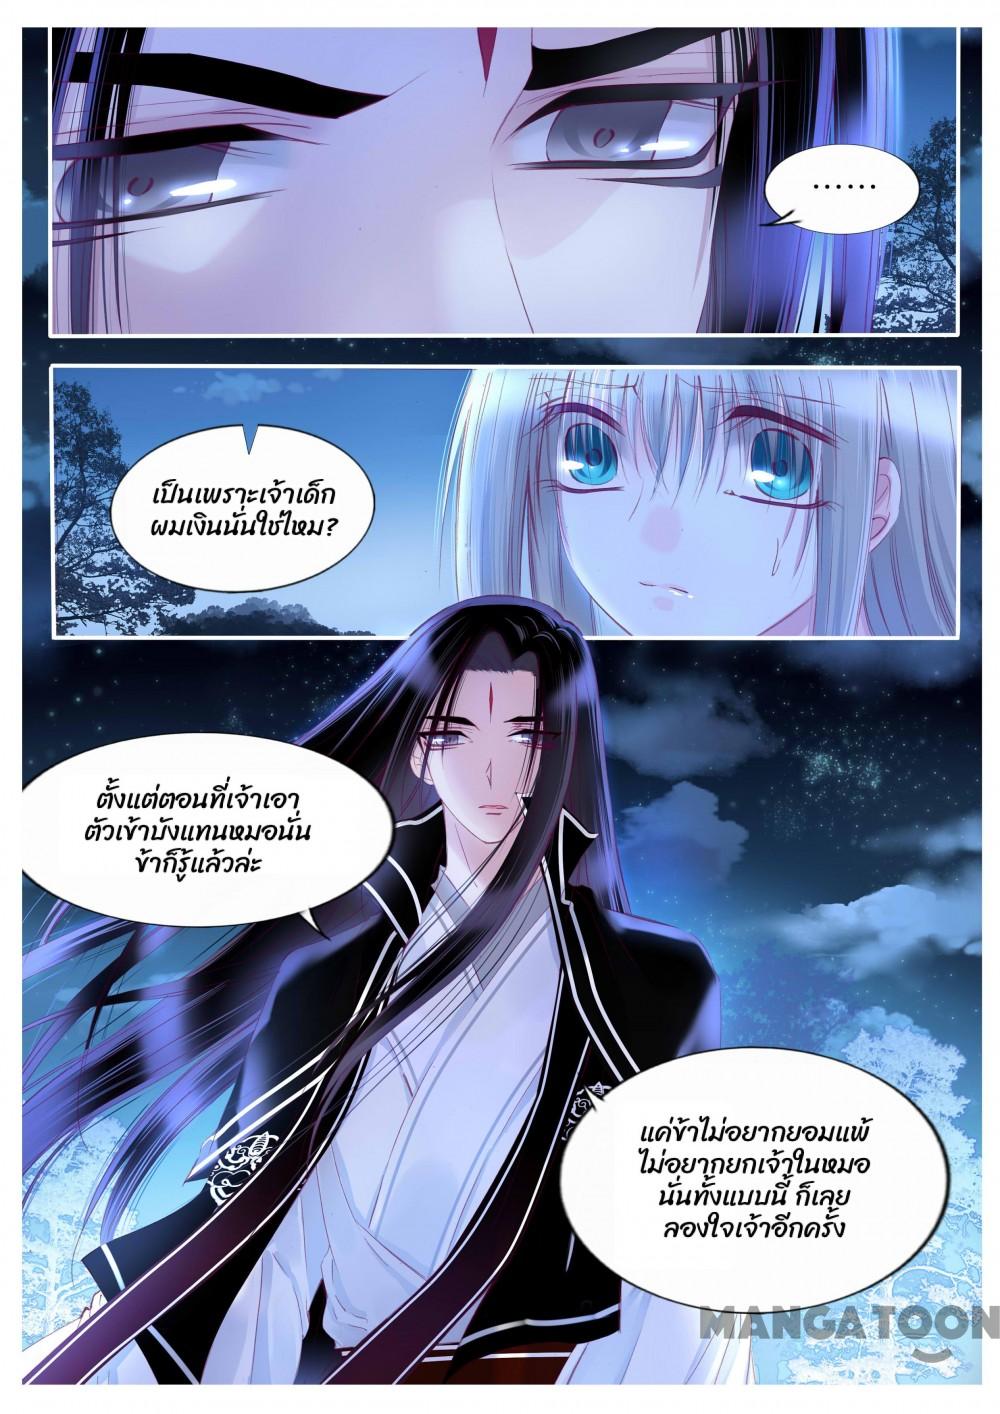 ......
เป็นเพราะเจ้าเด็ก
ผมเงินนั่นใช่ไหม?
ตั้งแต่ตอนที่เจ้าเอา
ตัวเข้าบังแทนหมอนั่น
ข้าก็รู้แล้วล่ะ
แค่ข้าไม่อยากยอมแพ้
ไม่อยากยกเจ้าในหมอ
นั่นทั้งแบบนี้ ก็เลย
ลองใจเจ้าอีกครั้ง
MANGATOON